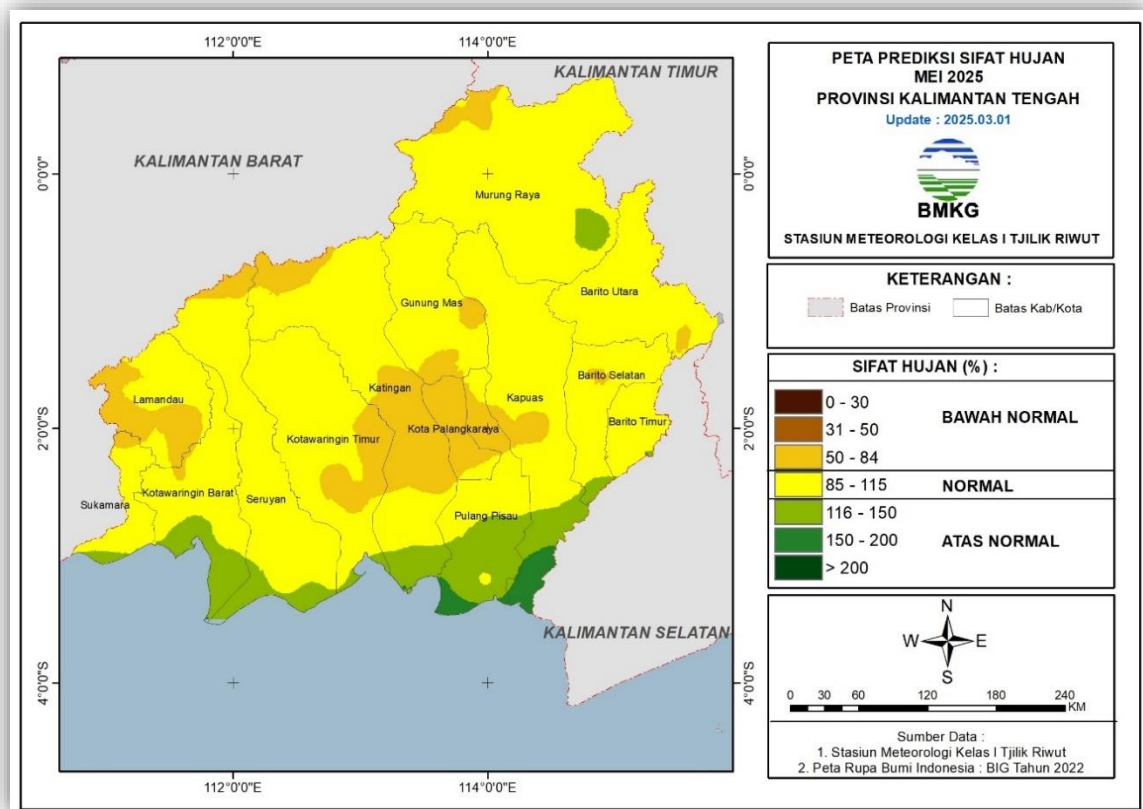 112°0'0"E
114°0'0"E
KALIMANTAN TIMUR
KALIMANTAN BARAT
0°0'0"
0°0'0"
Murung Raya
Barito Utara
Gunung Mas
Barito Selatan
Lamandau
Katingan
Kapuas
2°0'0"S
2°0'0"S
Barito Timur
Kota Palangkaraya
Kotawaringin Timur
Kotawaringin Barat
Seruyan
Sukamara
Pulang Pisau
KALIMANTAN SELATAN
4°0'0"S
4°0'0"S
112°0'0"E
114°0'0"E
PETA PREDIKSI SIFAT HUJAN
MEI 2025
PROVINSI KALIMANTAN TENGAH
Update : 2025.03.01
BMKG
STASIUN METEOROLOGI KELAS I TJILIK RIWUT
KETERANGAN :
Batas Provinsi
Batas Kab/Kota
SIFAT HUJAN (%) :
0 - 30
BAWAH NORMAL
31 - 50
50 - 84
85 - 115
NORMAL
116 - 150
150 - 200
ATAS NORMAL
> 200
N
W E
S
0 30 60 120 180 240
KM
Sumber Data :
1. Stasiun Meteorologi Kelas I Tjilik Riwut
2. Peta Rupa Bumi Indonesia : BIG Tahun 2022